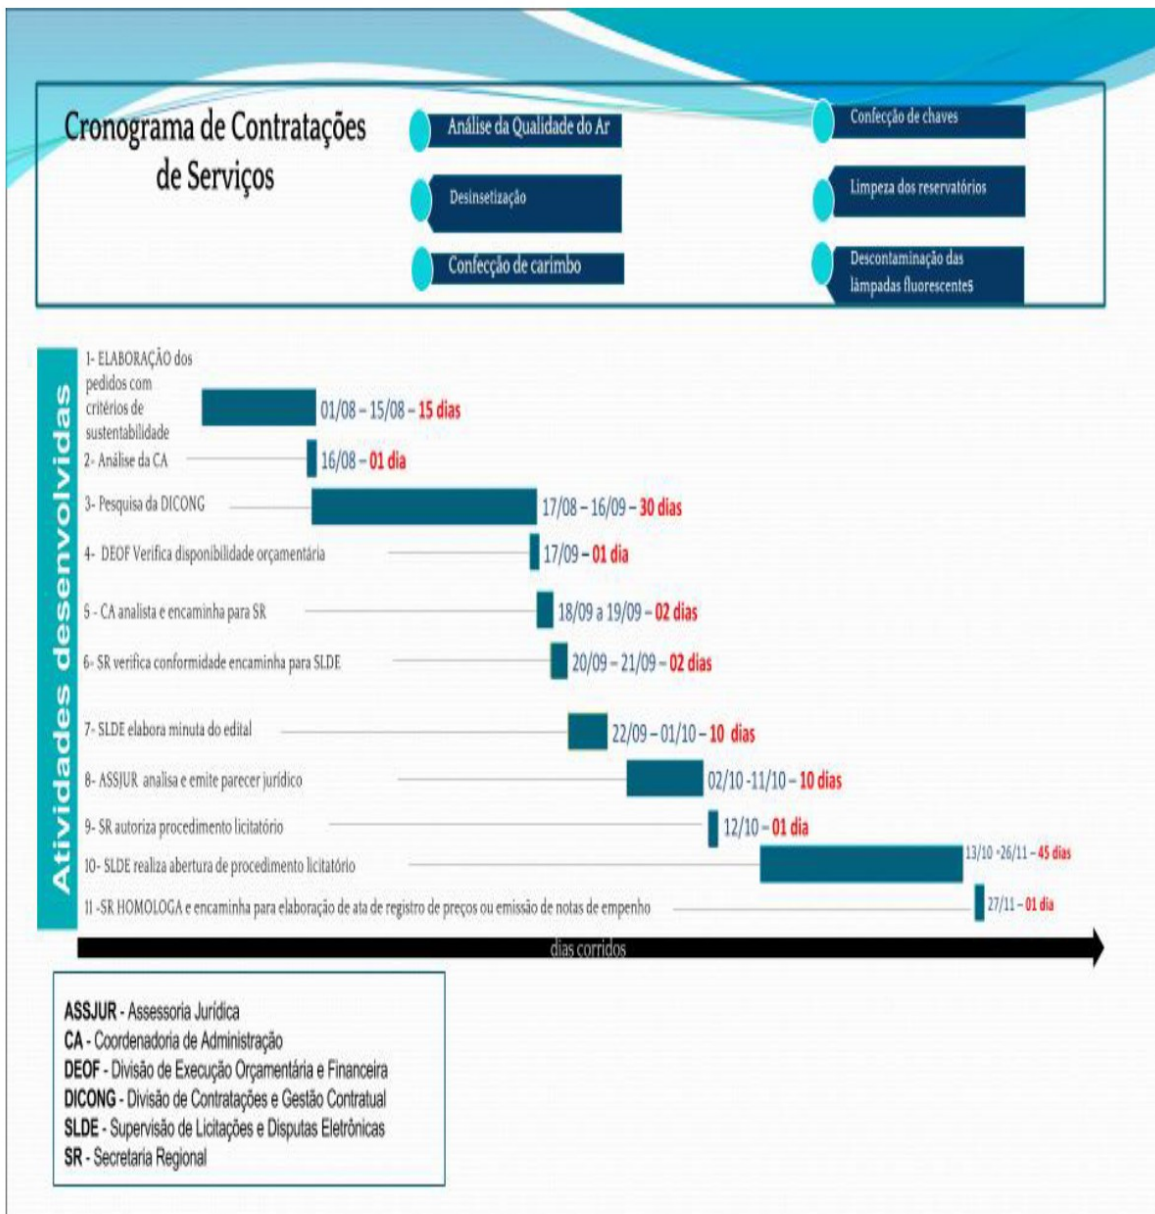 Cronograma de Contratações
de Serviços
Análise da Qualidade do Ar
Desinsetização
Confecção de carimbo
Confecção de chaves
Limpeza dos reservatórios
Descontaminação das
lâmpadas fluorescentes
Atividades desenvolvidas
1- ELABORAÇÃO dos
pedidos com
critérios de
sustentabilidade
01/08 – 15/08 – 15 dias
2- Análise da CA
16/08 – 01 dia
3- Pesquisa da DICONG
17/08 – 16/09 – 30 dias
4- DEOF Verifica disponibilidade orçamentária
17/09 – 01 dia
5 - CA analista e encaminha para SR
18/09 a 19/09 – 02 dias
6- SR verifica conformidade encaminha para SLDE
20/09 – 21/09 – 02 dias
7- SLDE elabora minuta do edital
22/09 – 01/10 – 10 dias
8- ASSJUR analisa e emite parecer jurídico
02/10 -11/10 – 10 dias
9- SR autoriza procedimento licitatório
12/10 – 01 dia
10- SLDE realiza abertura de procedimento licitatório
13/10 -26/11 – 45 dias
11 -SR HOMOLOGA e encaminha para elaboração de ata de registro de preços ou emissão de notas de empenho
27/11 – 01 dia
dias corridos
ASSJUR - Assessoria Jurídica
CA - Coordenadoria de Administração
DEOF - Divisão de Execução Orçamentária e Financeira
DICONG - Divisão de Contratações e Gestão Contratual
SLDE - Supervisão de Licitações e Disputas Eletrônicas
SR - Secretaria Regional